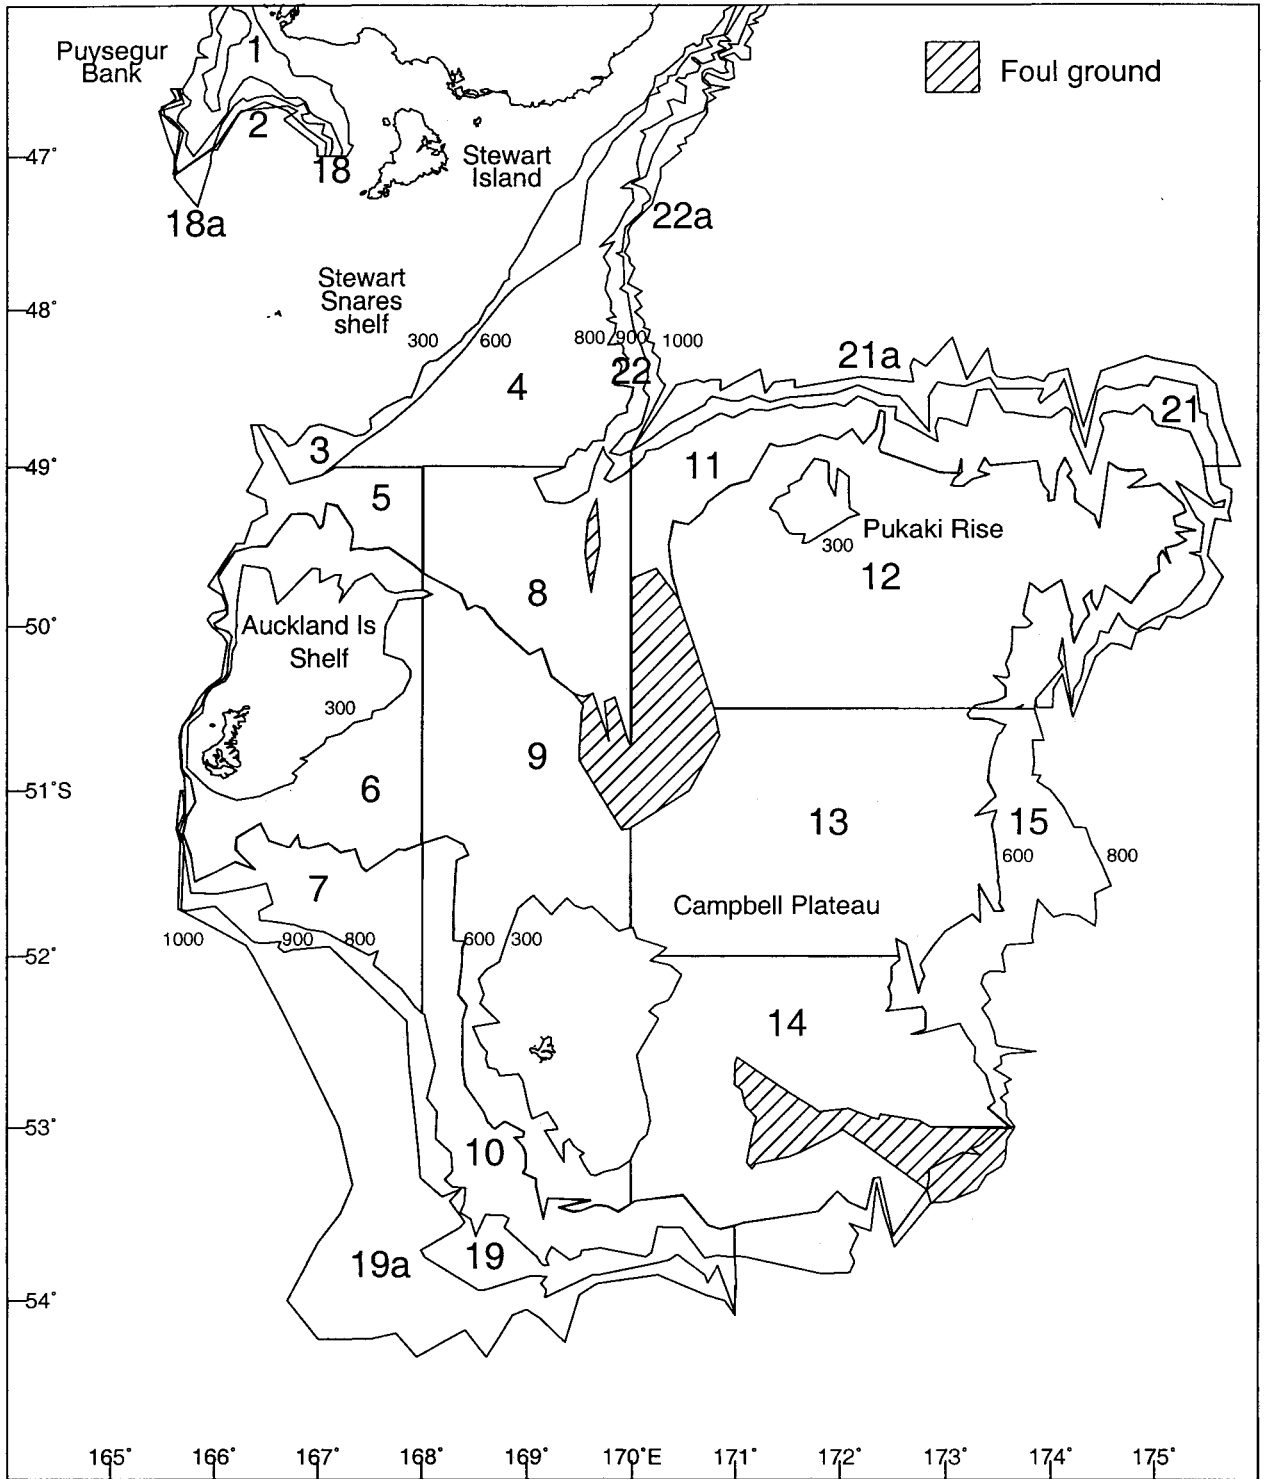 Puysegur
Bank
1
Foul ground
2
47°
18
Stewart
Island
18a
22a
Stewart
Snares
shelf
48°
300
600
800
900
1000
21a
22
4
21
3
49°
11
5
Pukaki Rise
300
12
8
50°
Auckland Is
Shelf
300
9
6
51°S
13
15
600
800
7
Campbell Plateau
1000
900
800
600
300
52°
14
53°
10
19a
19
54°
165°
166°
167°
168°
169°
170°E
171°
172°
173°
174°
175°